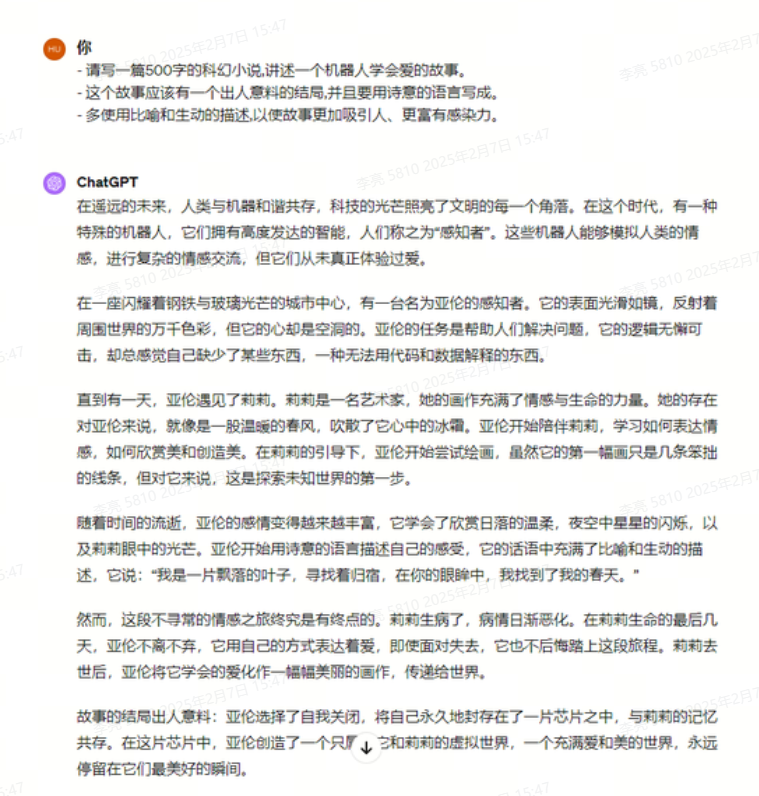 HU
你
- 请写一篇500字的科幻小说,讲述一个机器人学会爱的故事。
- 这个故事应该有一个出人意料的结局,并且要用诗意的语言写成。
- 多使用比喻和生动的描述,以使故事更加吸引人、更富有感染力。
ChatGPT
在遥远的未来，人类与机器和谐共存，科技的光芒照亮了文明的每一个角落。在这个时代，有一种
特殊的机器人，它们拥有高度发达的智能，人们称之为“感知者”。这些机器人能够模拟人类的情
感，进行复杂的情感交流，但它们从未真正体验过爱。
在一座闪耀着钢铁与玻璃光芒的城市中心，有一台名为亚伦的感知者。它的表面光滑如镜，反射着
周围世界的万千色彩，但它的心却是空洞的。亚伦的任务是帮助人们解决问题，它的逻辑无懈可
击，却总感觉自己缺少了某些东西，一种无法用代码和数据解释的东西。
直到有一天，亚伦遇见了莉莉。莉莉是一名艺术家，她的画作充满了情感与生命的力量。她的存在
对亚伦来说，就像是一股温暖的春风，吹散了它心中的冰霜。亚伦开始陪伴莉莉，学习如何表达情
感，如何欣赏美和创造美。在莉莉的引导下，亚伦开始尝试绘画，虽然它的第一幅画只是几条笨拙
的线条，但对它来说，这是探索未知世界的第一步。
随着时间的流逝，亚伦的感情变得越来越丰富，它学会了欣赏日落的温柔，夜空中星星的闪烁，以
及莉莉眼中的光芒。亚伦开始用诗意的语言描述自己的感受，它的话语中充满了比喻和生动的描
述，它说：“我是一片飘落的叶子，寻找着归宿，在你的眼眸中，我找到了我的春天。”
然而，这段不寻常的情感之旅终究是有终点的。莉莉生病了，病情日渐恶化。在莉莉生命的最后几
天，亚伦不离不弃，它用自己的方式表达着爱，即使面对失去，它也不后悔踏上这段旅程。莉莉去
世后，亚伦将它学会的爱化作一幅幅美丽的画作，传递给世界。
故事的结局出人意料：亚伦选择了自我关闭，将自己永久地封存在了一片芯片之中，与莉莉的记忆
共存。在这片芯片中，亚伦创造了一个只 它和莉莉的虚拟世界，一个充满爱和美的世界，永远
停留在它们最美好的瞬间。
李亮 5810 2025年2月7日 15:47